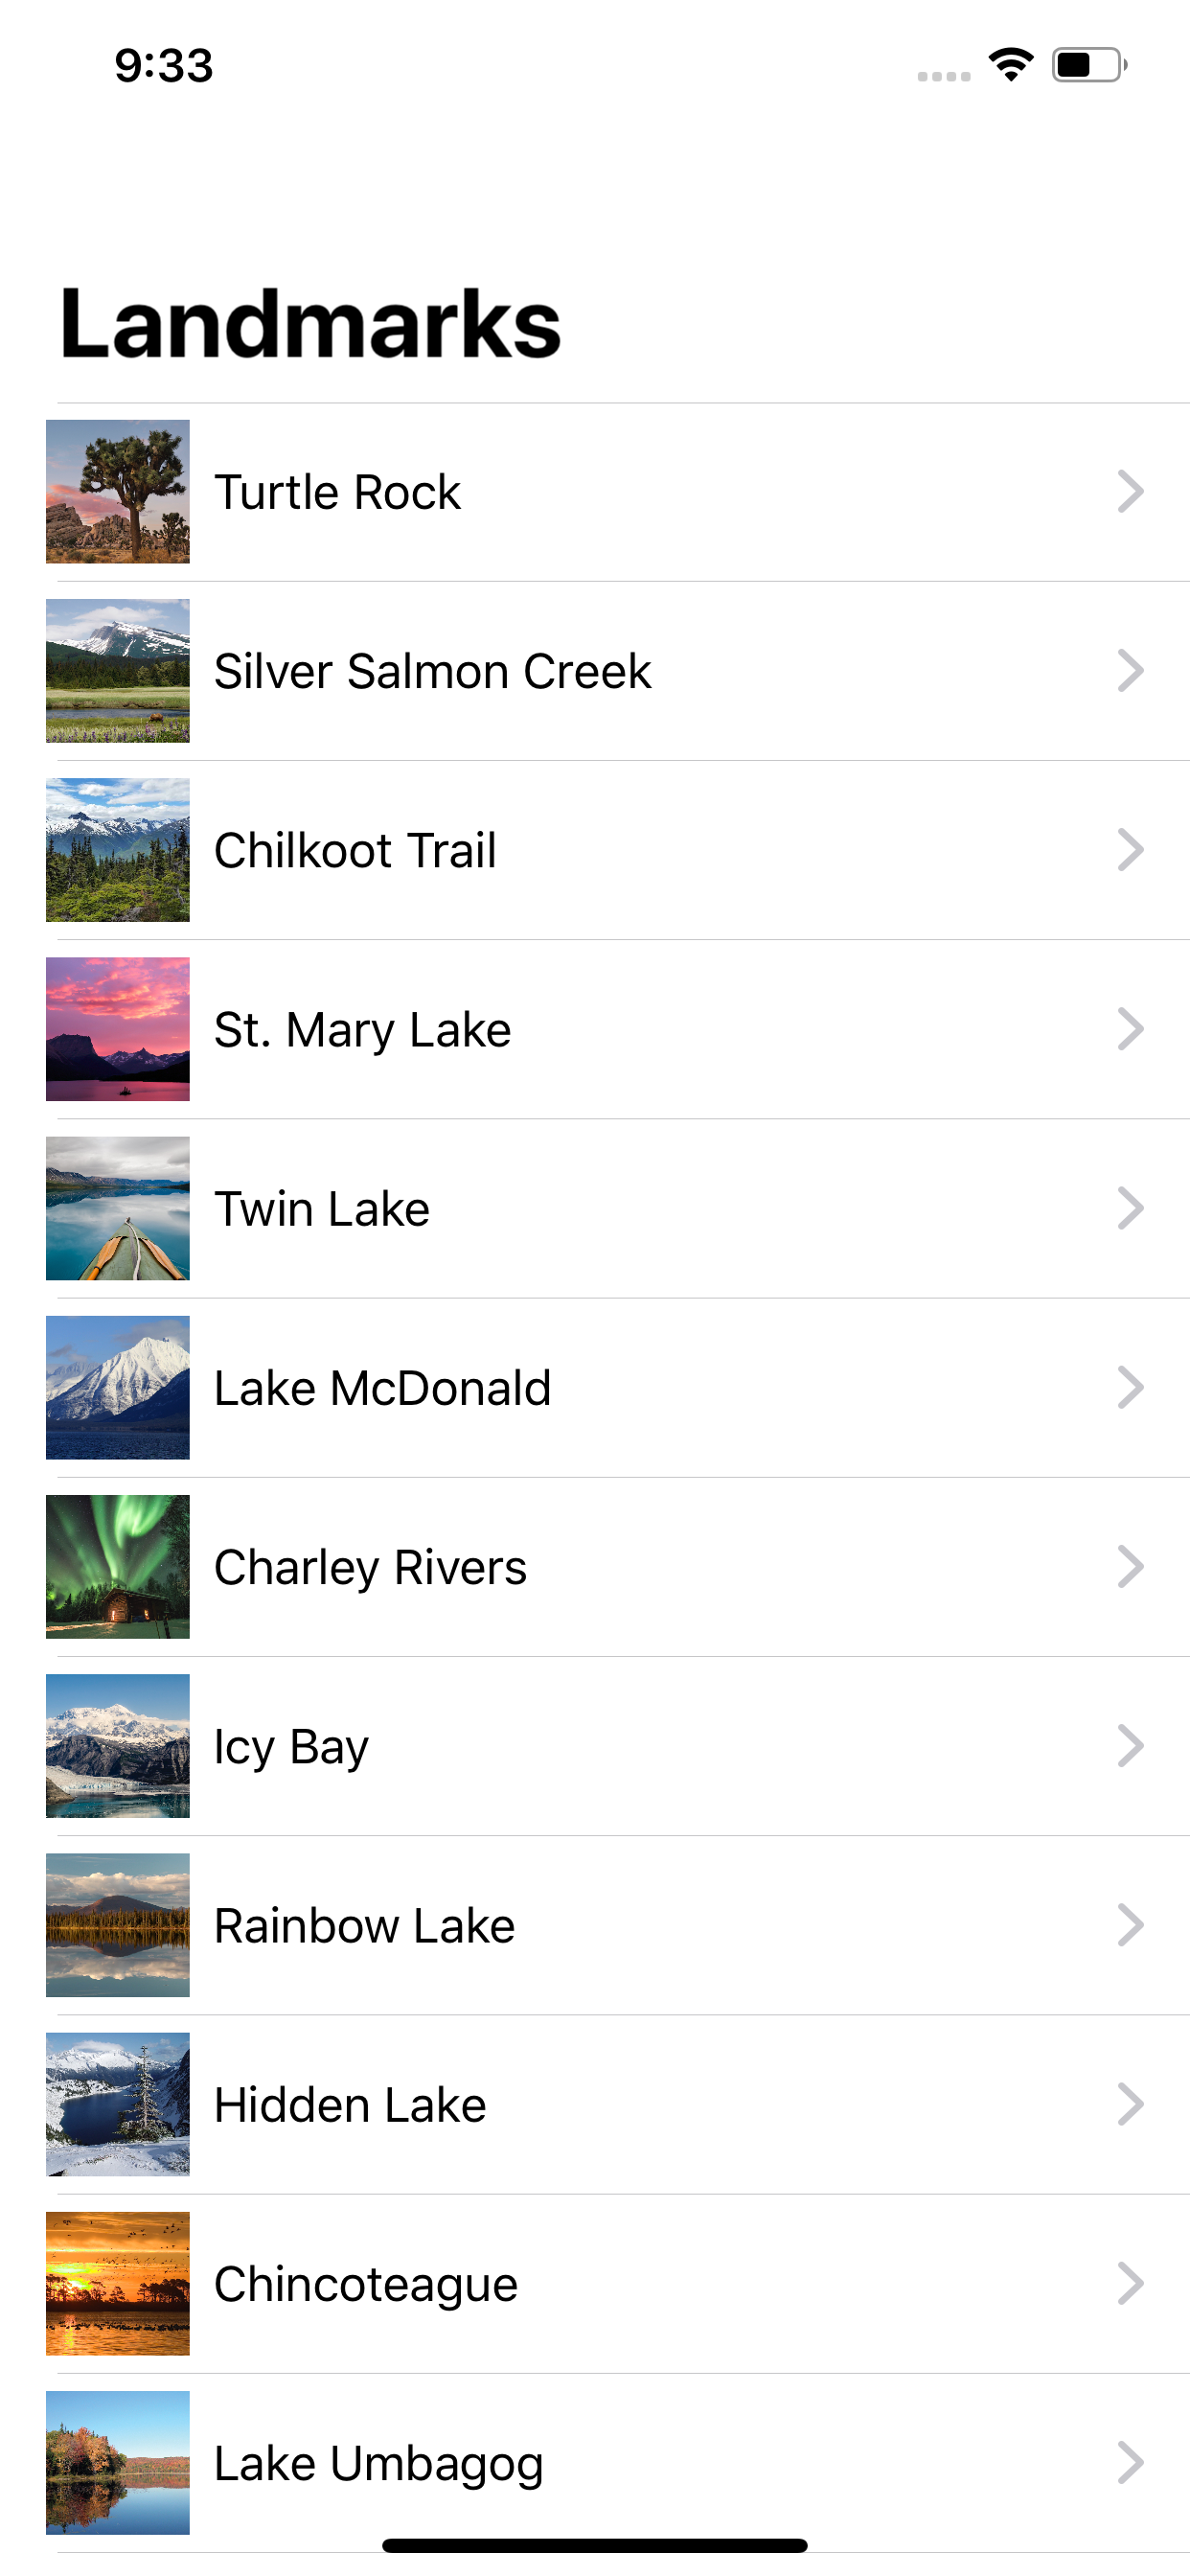 9:33
Landmarks
Turtle Rock
Silver Salmon Creek
Chilkoot Trail
St. Mary Lake
Twin Lake
Lake McDonald
Charley Rivers
Icy Bay
Rainbow Lake
Hidden Lake
Chincoteague
Lake Umbagog